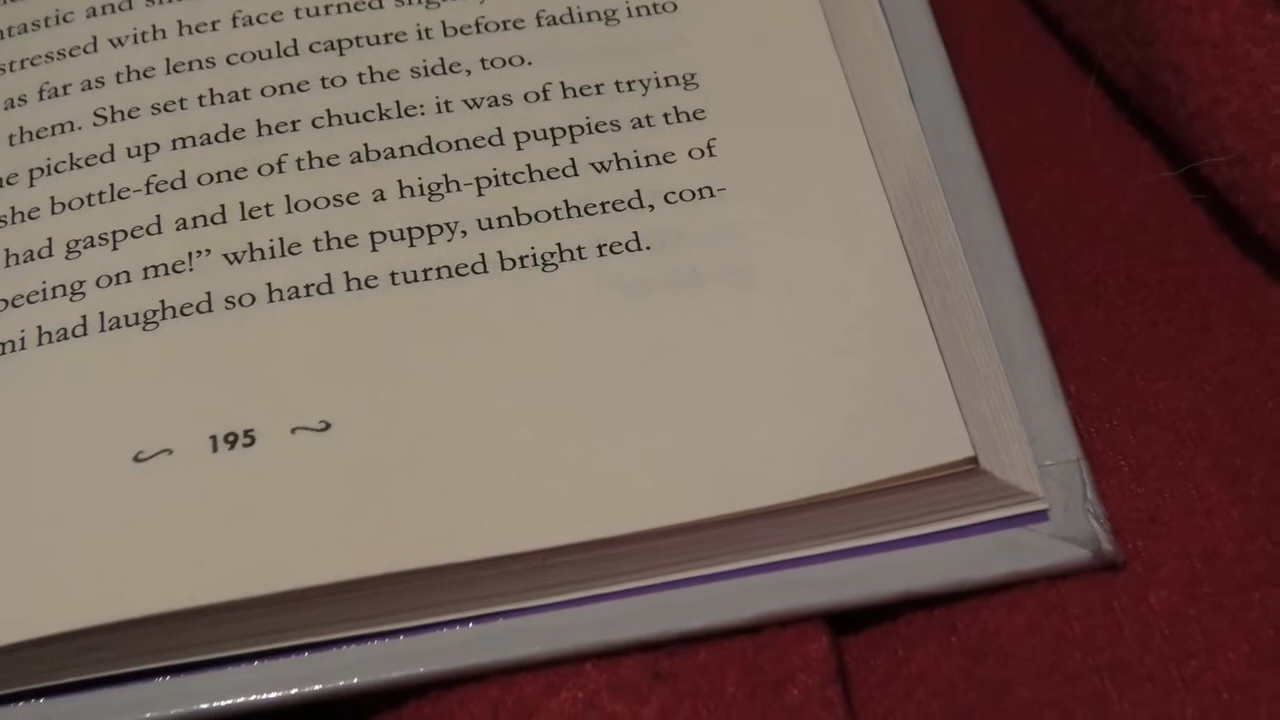 and
stressed with her face turned
as far as the lens could capture it before fading into
them. She set that one to the side, too.
picked up made her chuckle: it was of her trying
she bottle-fed one of the abandoned puppies at the
had gasped and let loose a high-pitched whine of
peeing on me!” while the puppy, unbothered, con-
had laughed so hard he turned bright red.
195